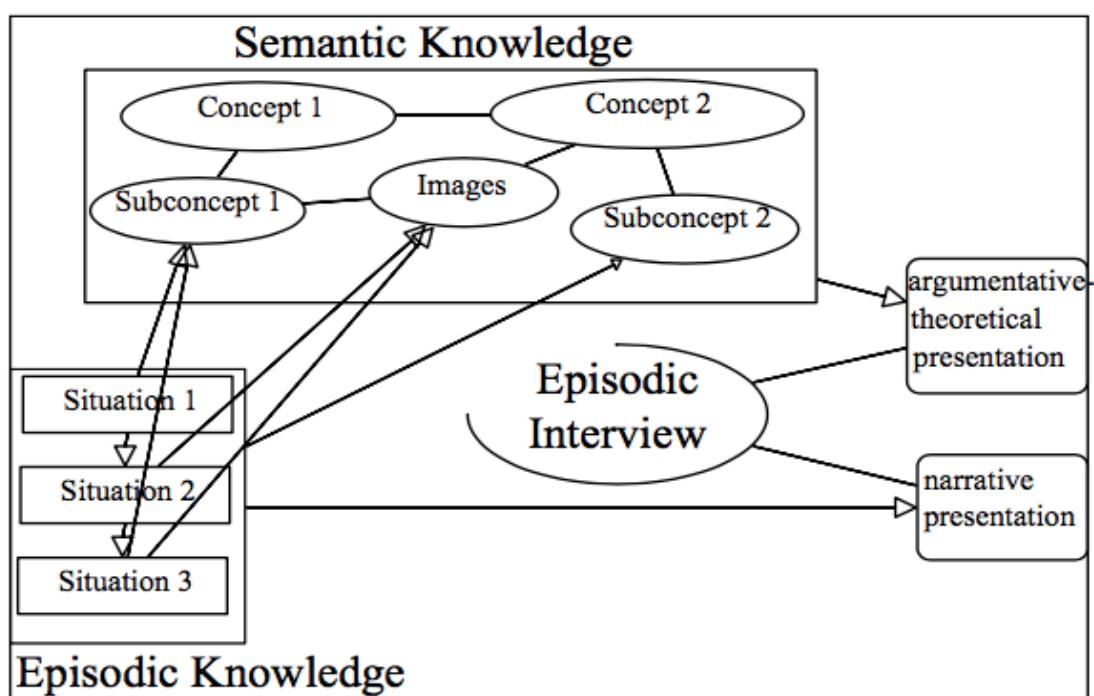 Semantic Knowledge
Concept 1
Concept 2
Subconcept 1
Images
Subconcept 2
argumentative
theoretical
presentation
Episodic
Interview
Situation 1
Situation 2
Situation 3
narrative
presentation
Episodic Knowledge